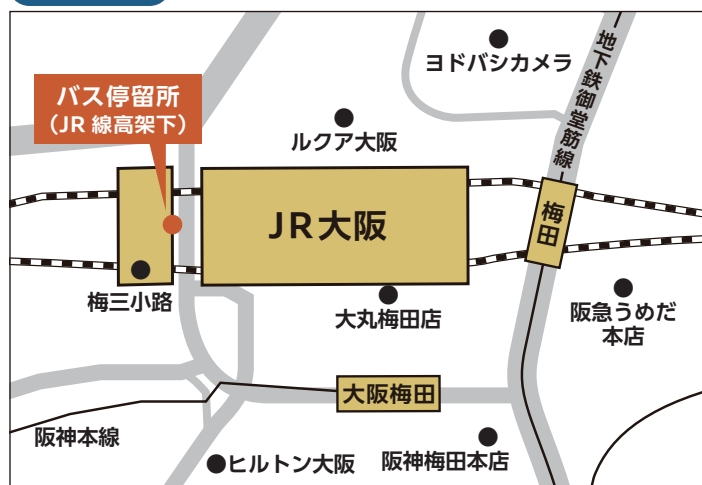 ヨドバシカメラ
地下鉄御堂筋線
バス停留所
（JR 線高架下）
ルクア大阪
JR大阪
梅田
梅三小路
大丸梅田店
阪急うめだ
本店
大阪梅田
阪神本線
ヒルトン大阪
阪神梅田本店